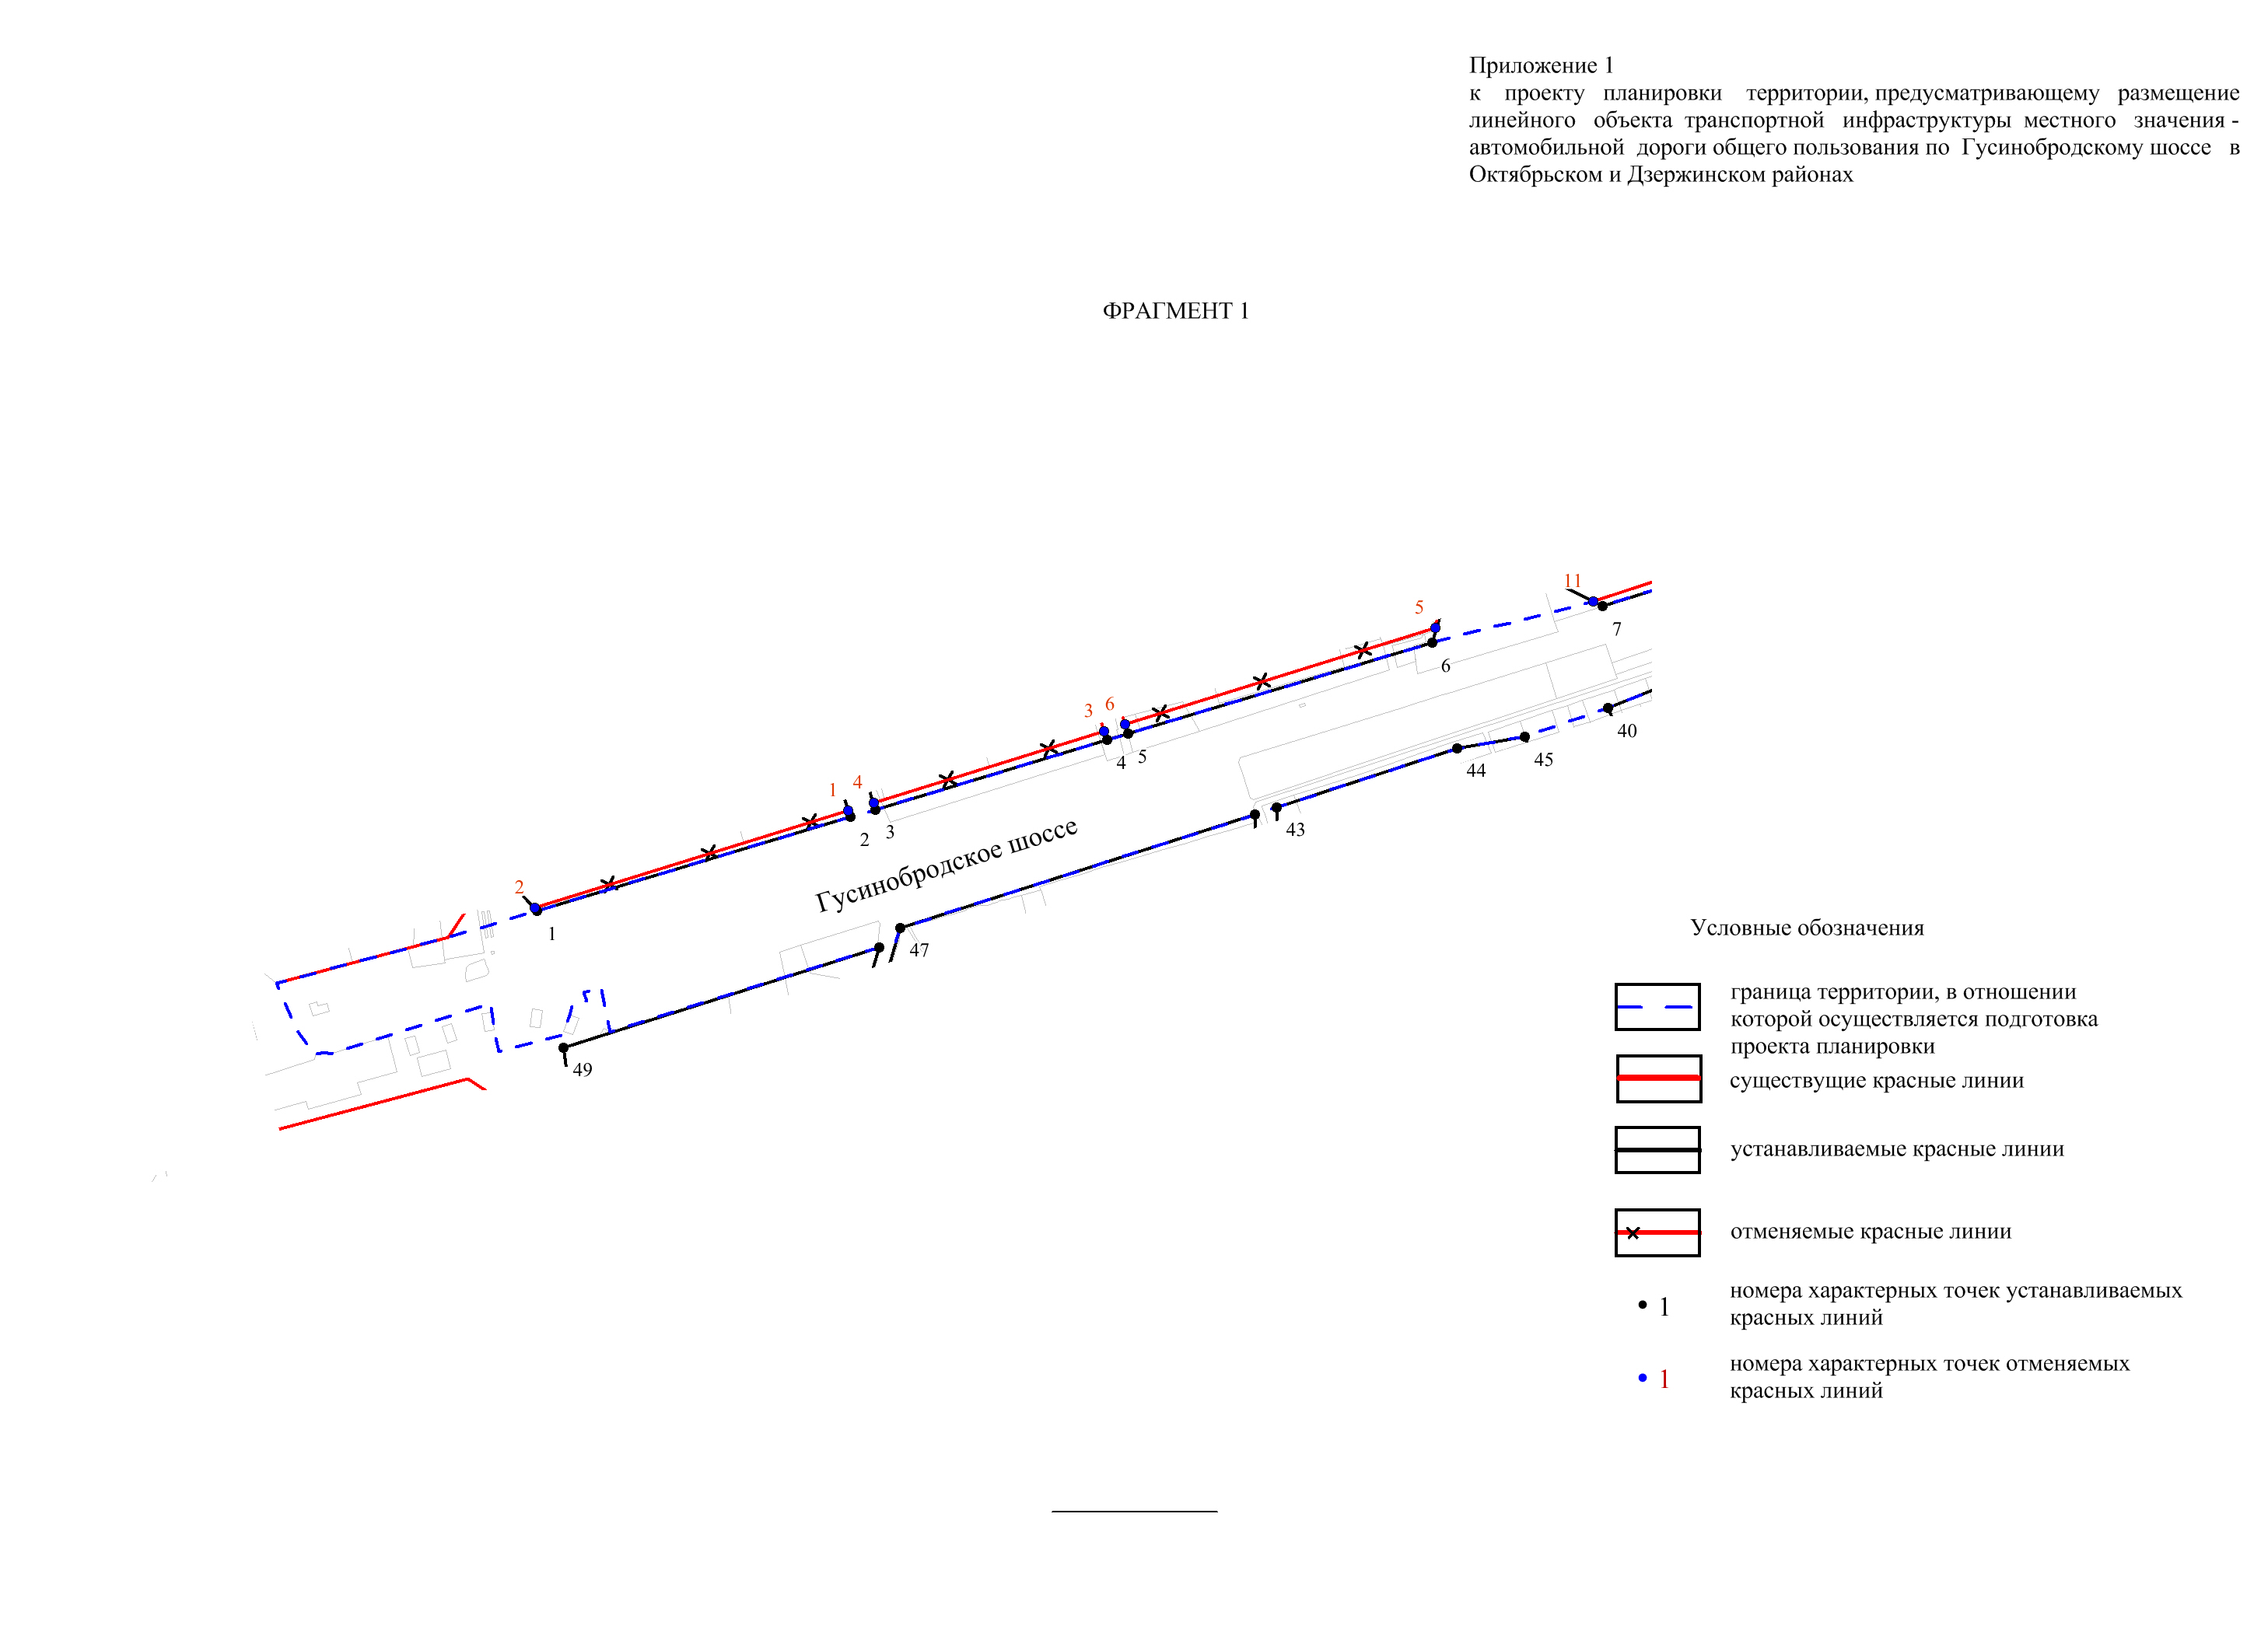 Приложение 1
к проекту планировки территории, предусматривающему размещение
линейного объекта транспортной инфраструктуры местного значения -
автомобильной дороги общего пользования по Гусинобродскому шоссе в
Октябрьском и Дзержинском районах
ФРАГМЕНТ 1
11
5
7
6
3 6
40
4 5
45
44
1 4
2 3
43
Гусинобродское шоссе
2
1
47
49
Условные обозначения
граница территории, в отношении
которой осуществляется подготовка
проекта планировки
существущие красные линии
устанавливаемые красные линии
отменяемые красные линии
1 номера характерных точек устанавливаемых
красных линий
1 номера характерных точек отменяемых
красных линий